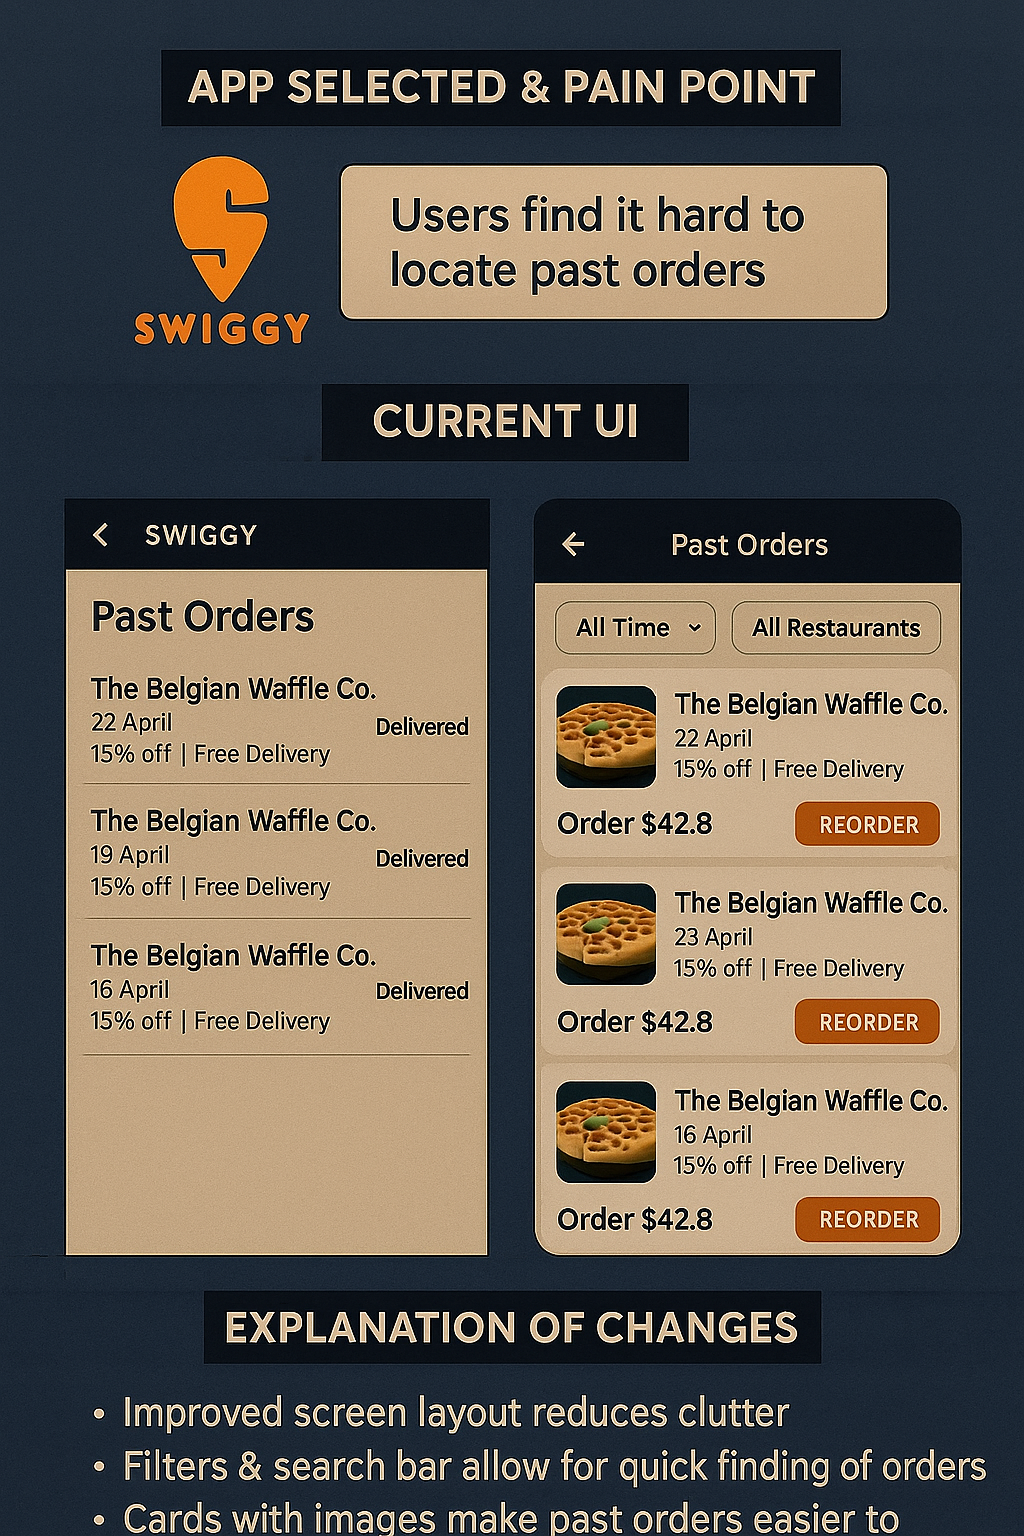 APP SELECTED & PAIN POINT
SWIGGY
Users find it hard to
locate past orders
CURRENT UI
SWIGGY
Past Orders
The Belgian Waffle Co.
22 April
Delivered
15% off | Free Delivery
The Belgian Waffle Co.
19 April
Delivered
15% off | Free Delivery
The Belgian Waffle Co.
16 April
Delivered
15% off | Free Delivery
Past Orders
All Time
All Restaurants
The Belgian Waffle Co.
22 April
15% off | Free Delivery
Order $42.8
REORDER
The Belgian Waffle Co.
23 April
15% off | Free Delivery
Order $42.8
REORDER
The Belgian Waffle Co.
16 April
15% off | Free Delivery
Order $42.8
REORDER
EXPLANATION OF CHANGES
• Improved screen layout reduces clutter
• Filters & search bar allow for quick finding of orders
• Cards with images make past orders easier to